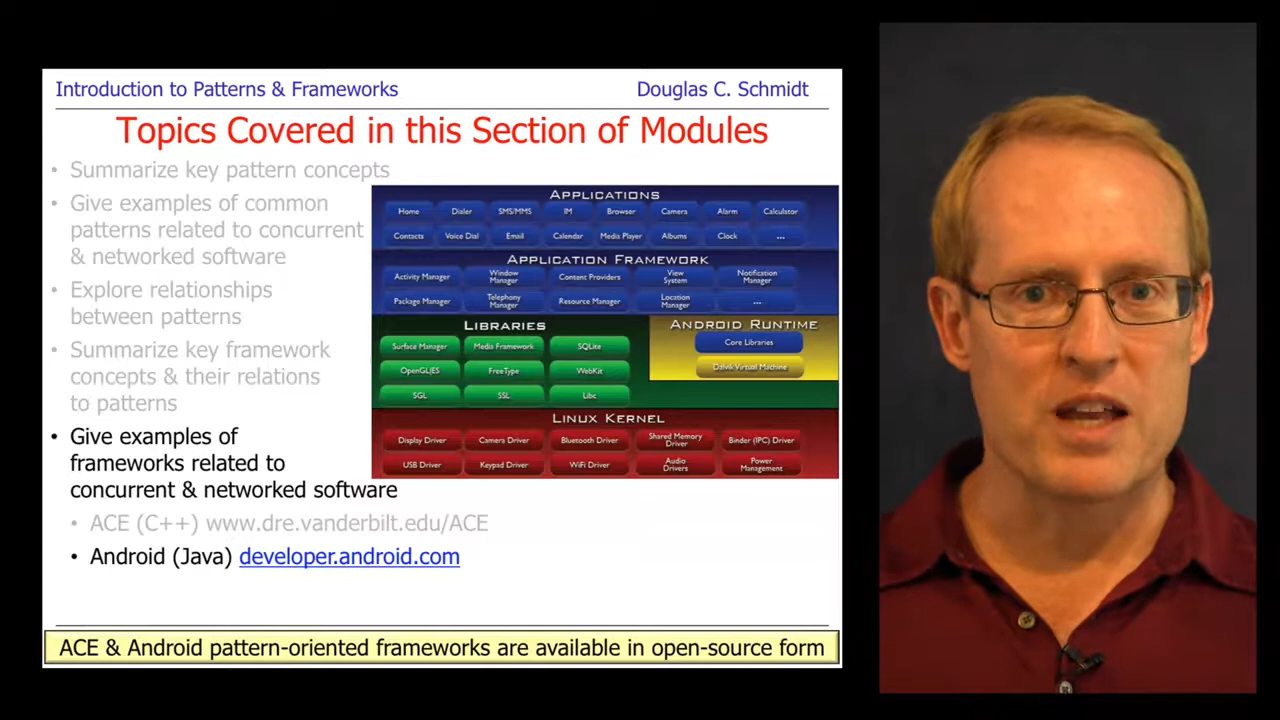 Introduction to Patterns & Frameworks
Douglas C. Schmidt
Topics Covered in this Section of Modules
• Summarize key pattern concepts
• Give examples of common
patterns related to concurrent
& networked software
• Explore relationships
between patterns
• Summarize key framework
concepts & their relations
to patterns
• Give examples of
frameworks related to
concurrent & networked software
• ACE (C++) www.dre.vanderbilt.edu/ACE
• Android (Java) developer.android.com
APPLICATIONS
Home Dialer SMS/MMS IM Browser Camera Alarm Calculator
Contacts Voice Dial Email Calendar Media Player Albums Clock ...
APPLICATION FRAMEWORK
Activity Manager Window Manager Content Providers View System Notification Manager
Package Manager Telephony Manager Resource Manager Location Manager ...
LIBRARIES
Surface Manager Media Framework SQLite
OpenGL|ES FreeType WebKit
SGL SSL Libc
ANDROID RUNTIME
Core Libraries
Dalvik Virtual Machine
LINUX KERNEL
Display Driver Camera Driver Bluetooth Driver Shared Memory Driver Binder (IPC) Driver
USB Driver Keypad Driver WiFi Driver Audio Drivers Power Management
ACE & Android pattern-oriented frameworks are available in open-source form